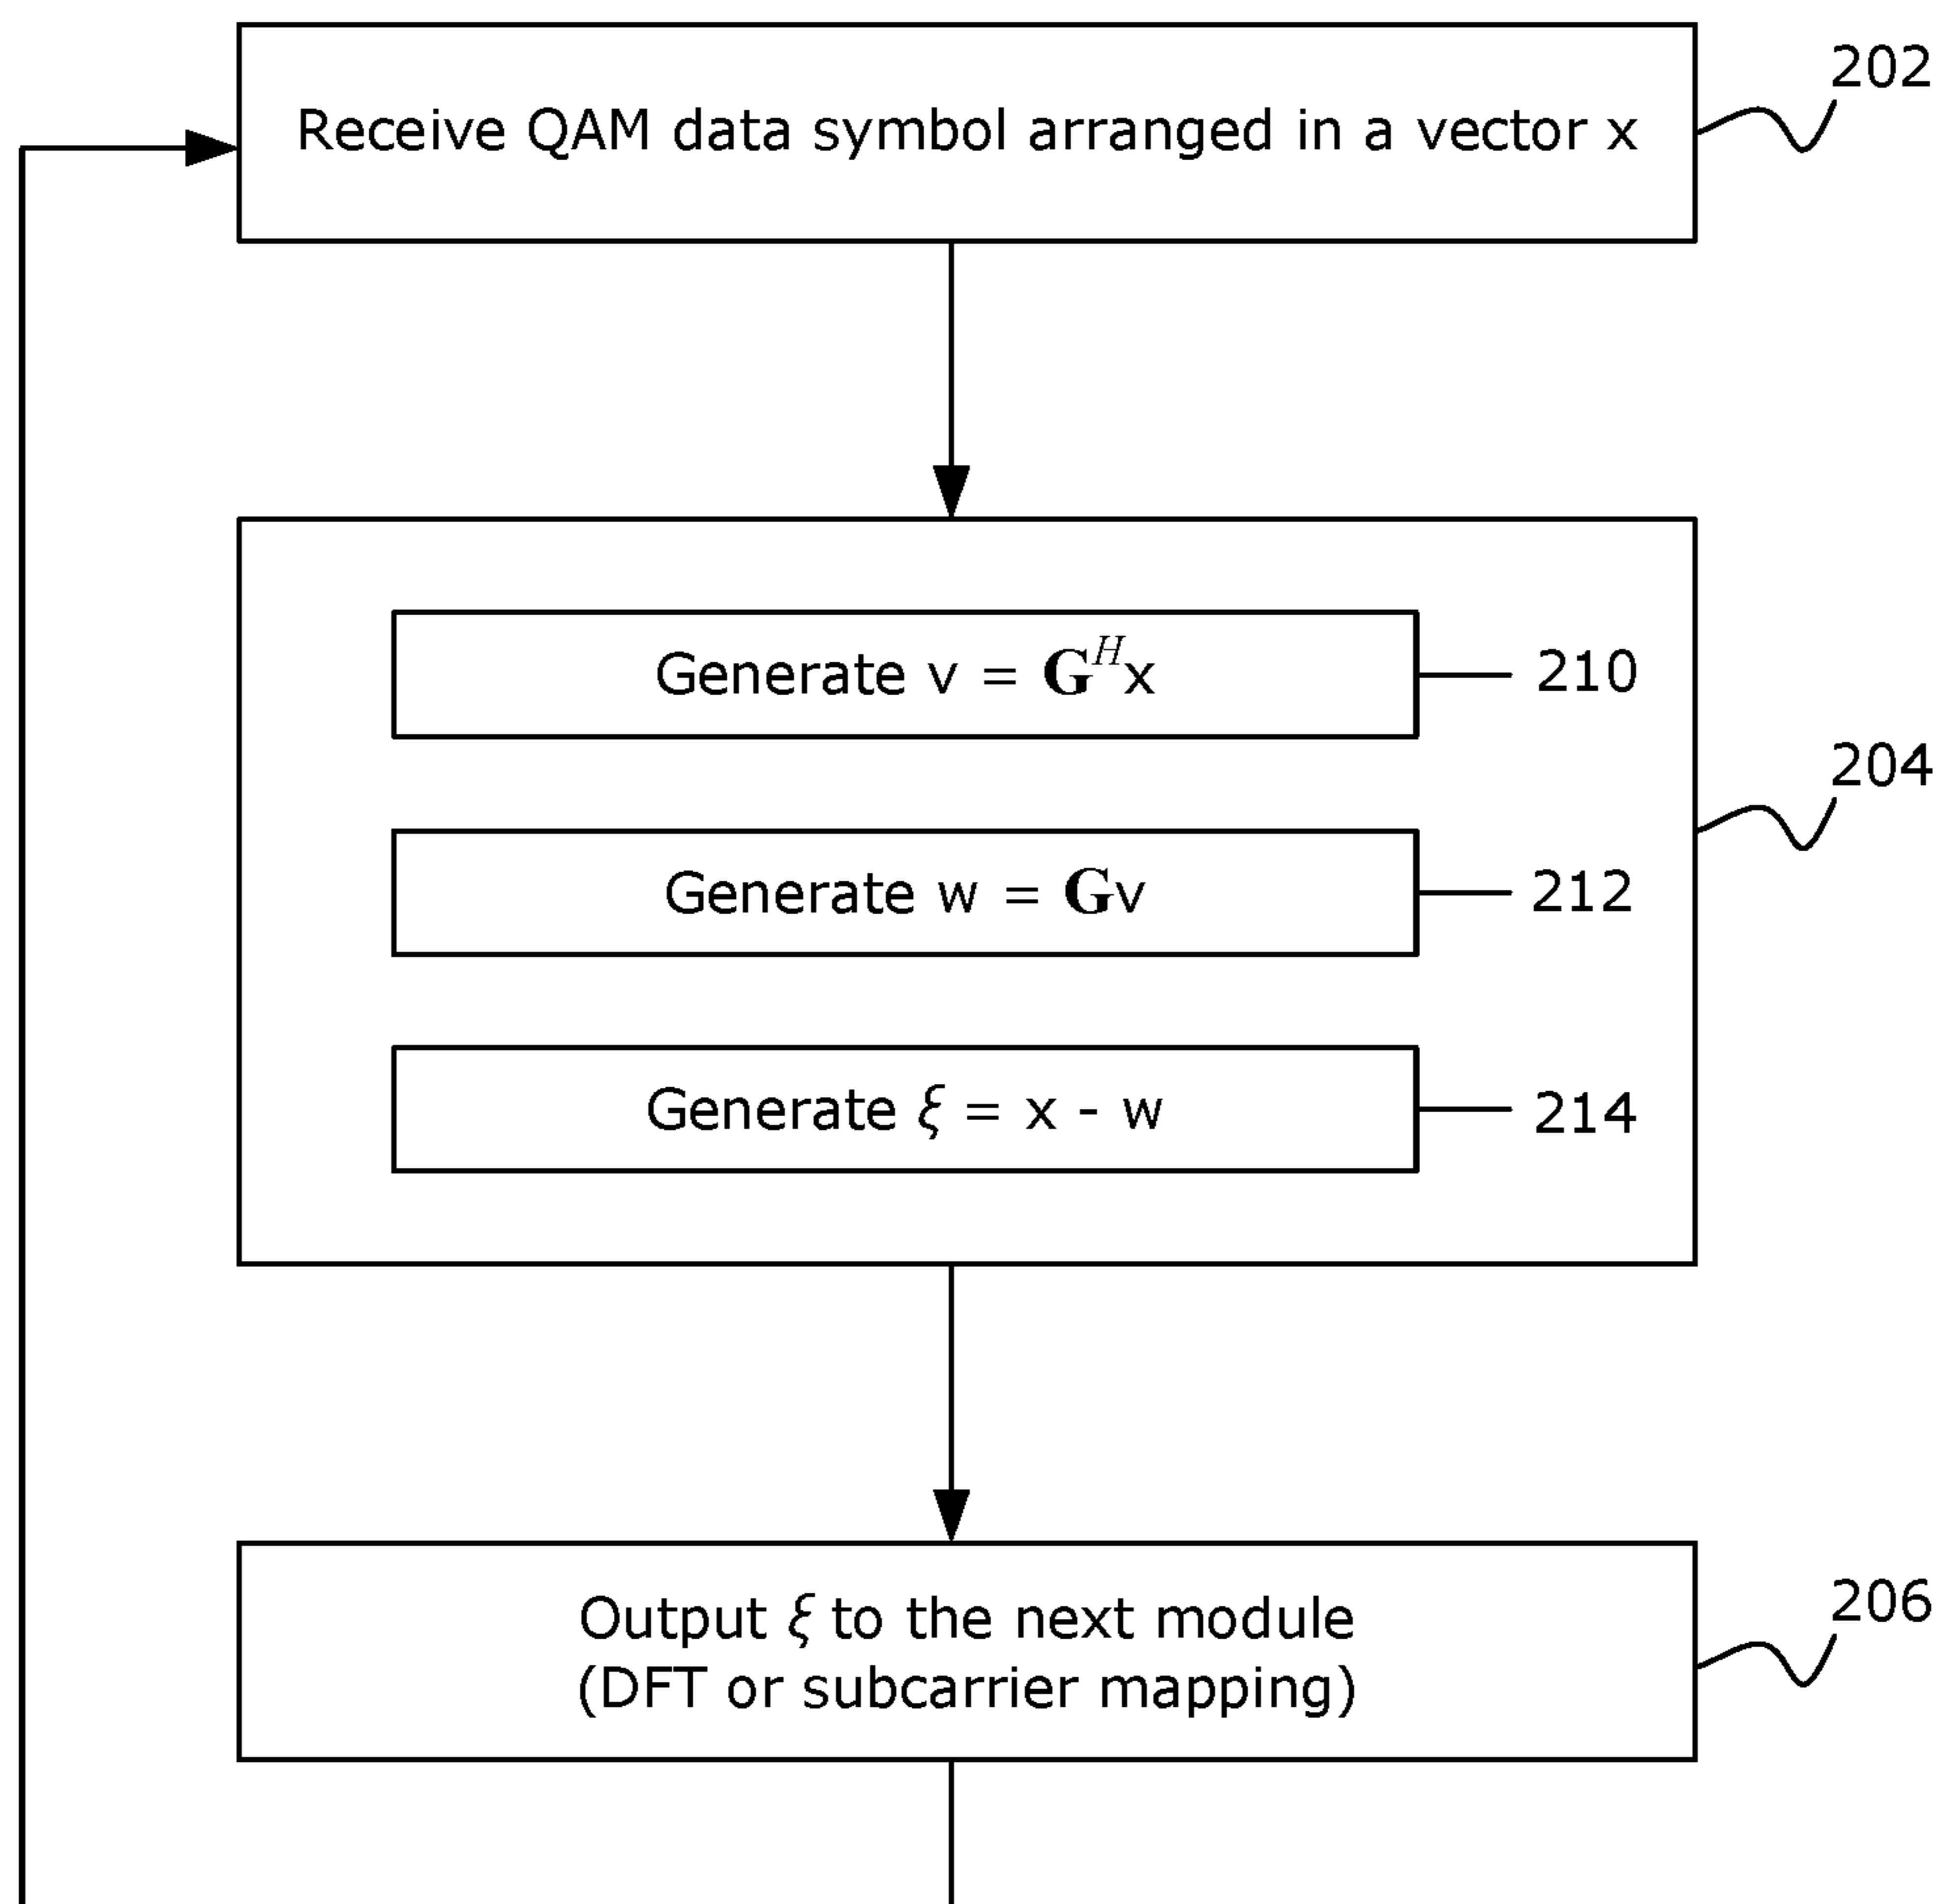 Receive QAM data symbol arranged in a vector x
202
Generate v = G^H x
210
204
Generate w = Gv
212
Generate ξ = x - w
214
Output ξ to the next module
(DFT or subcarrier mapping)
206